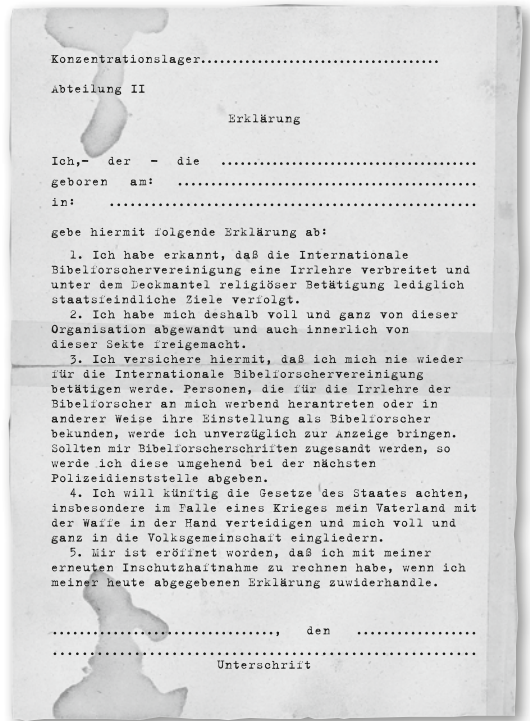 Konzentrationslager......................................
Abteilung II
Erklärung
Ich,- der - die .........................................
geboren am: ................................................
in: ...........................................................
gebe hiermit folgende Erklärung ab:
1. Ich habe erkannt, daß die Internationale
Bibelforschervereinigung eine Irrlehre verbreitet und
unter dem Deckmantel religiöser Betätigung lediglich
staatsfeindliche Ziele verfolgt.
2. Ich habe mich deshalb voll und ganz von dieser
Organisation abgewandt und auch innerlich von
dieser Sekte freigemacht.
3. Ich versichere hiermit, daß ich mich nie wieder
für die Internationale Bibelforschervereinigung
betätigen werde. Personen, die für die Irrlehre der
Bibelforscher an mich werbend herantreten oder in
anderer Weise ihre Einstellung als Bibelforscher
bekunden, werde ich unverzüglich zur Anzeige bringen.
Sollten mir Bibelforscherschriften zugesandt werden, so
werde ich diese umgehend bei der nächsten
Polizeidienststelle abgeben.
4. Ich will künftig die Gesetze des Staates achten,
insbesondere im Falle eines Krieges mein Vaterland mit
der Waffe in der Hand verteidigen und mich voll und
ganz in die Volksgemeinschaft eingliedern.
5. Mir ist eröffnet worden, daß ich mit meiner
erneuten Inschutzhaftnahme zu rechnen habe, wenn ich
meiner heute abgegebenen Erklärung zuwiderhandle.
...................................., den ...................
....................................................................
Unterschrift